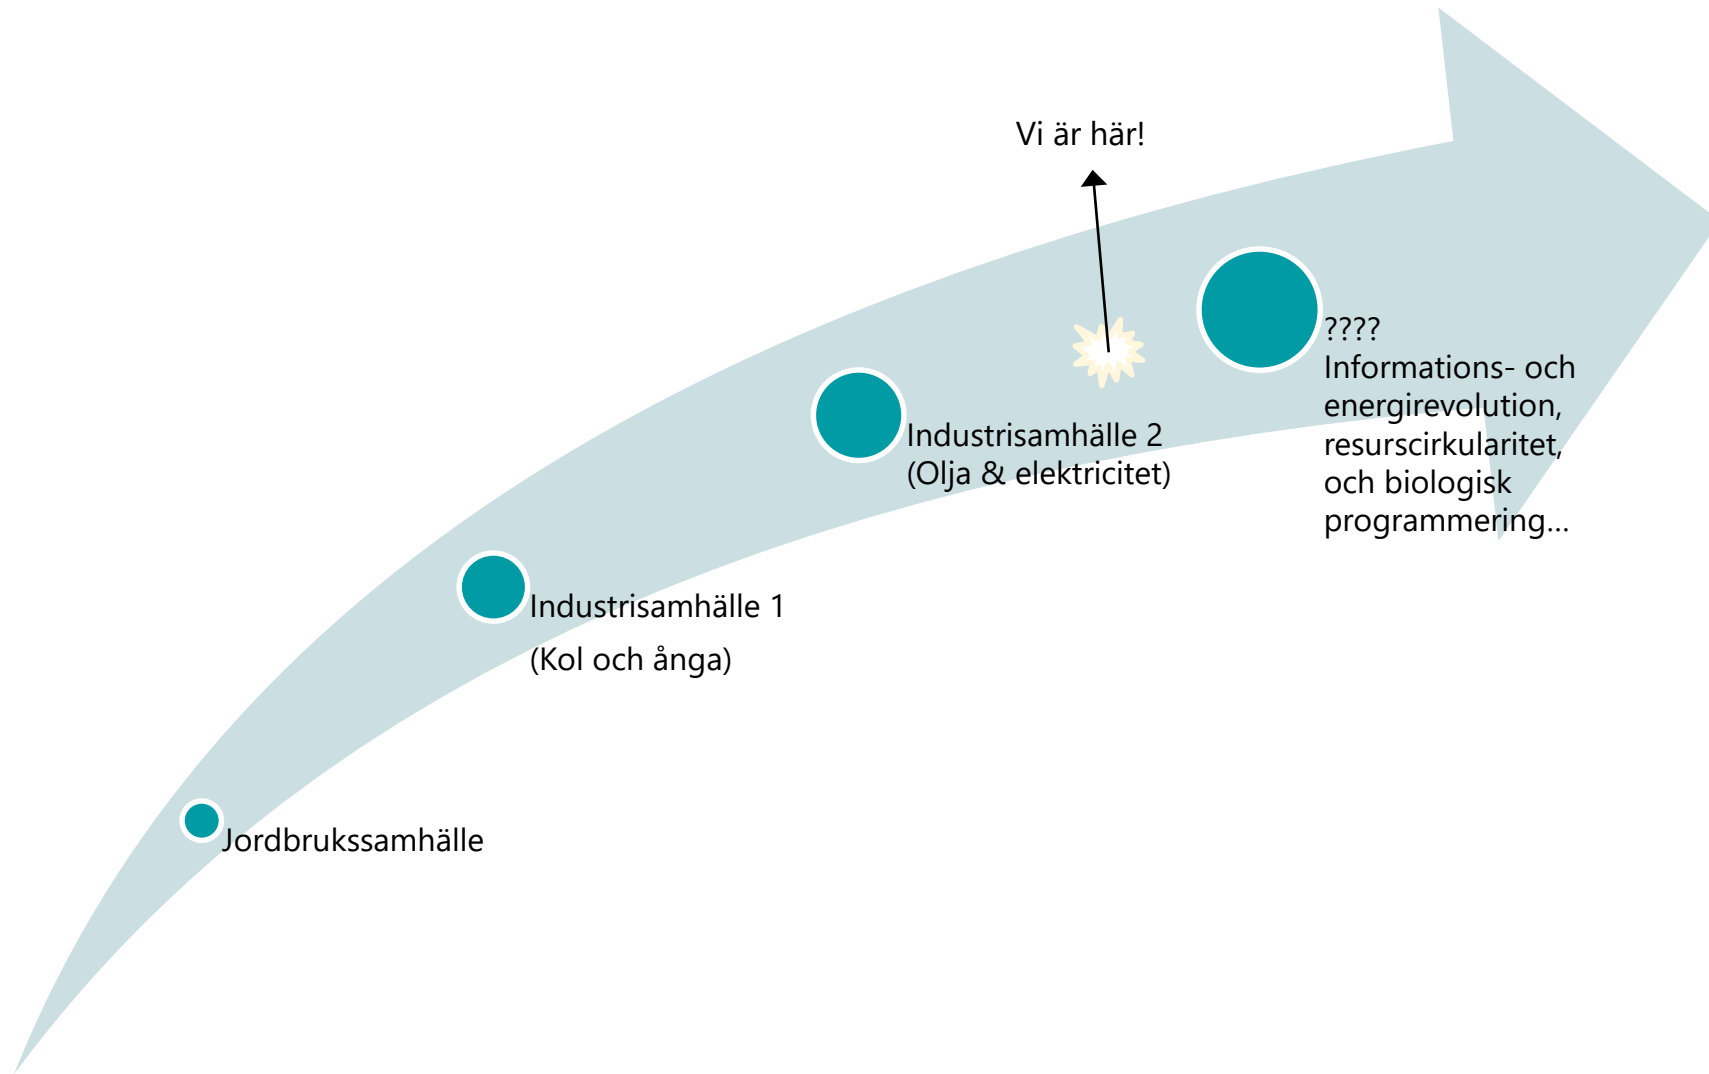 Vi är här!
????
Informations- och
energirevolution,
resurscirkularitet,
och biologisk
programmering...
Industrisamhälle 2
(Olja & elektricitet)
Industrisamhälle 1
(Kol och ånga)
Jordbrukssamhälle